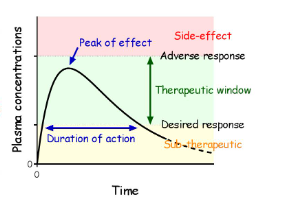 Side-effect
Peak of effect
Adverse response
Therapeutic window
Desired response
Duration of action
Sub-therapeutic
Plasma concentrations
0
0
Time